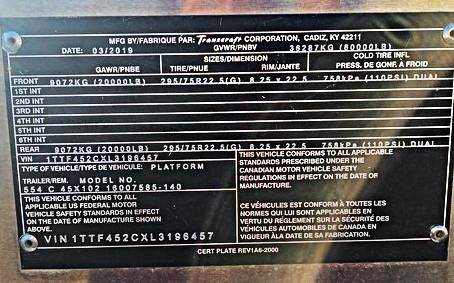 MFG BY/FABRIQUE PAR: Transcraft CORPORATION, CADIZ, KY 42211
DATE: 03/2019 GVWR/PNBV 36287KG (80000LB)
SIZES/DIMENSION COLD TIRE INFL
GAWR/PNBE TIRE/PNUE RIM/JANTE PRESS. DE GONF. À FROID
FRONT 9072KG (20000LB) 295/75R22.5(G) 8.25 x 22.5 758kPa (110PSI) DUAL
1ST INT
2ND INT
3RD INT
4TH INT
5TH INT
6TH INT
REAR 9072KG (20000LB) 295/75R22.5(G) 8.25 x 22.5 758kPa (110PSI) DUAL
VIN 1TTF452CXL3196457
TYPE OF VEHICLE/TYPE DE VEHICULE: PLATFORM
TRAILER/REM. MODEL NO.
554 C 45X102 16007585-140
THIS VEHICLE CONFORMS TO ALL
APPLICABLE US FEDERAL MOTOR
VEHICLE SAFETY STANDARDS IN EFFECT
ON THE DATE OF MANUFACTURE SHOWN
ABOVE.
VIN1TTF452CXL3196457
THIS VEHICLE CONFORMS TO ALL APPLICABLE
STANDARDS PRESCRIBED UNDER THE
CANADIAN MOTOR VEHICLE SAFETY
REGULATIONS IN EFFECT ON THE DATE OF
MANUFACTURE.
CE VÉHICULES EST CONFORM À TOUTES LES
NORMES QUI LUI SONT APPLICABLES EN
VERTU DU RÉGLEMENT SUR LA SÉCURITÉ DES
VÉHICULES AUTOMOBILES DE CANADA EN
VIGUEUR À LA DATE DE SA FABRICATION.
CERT PLATE REV1A6-2000